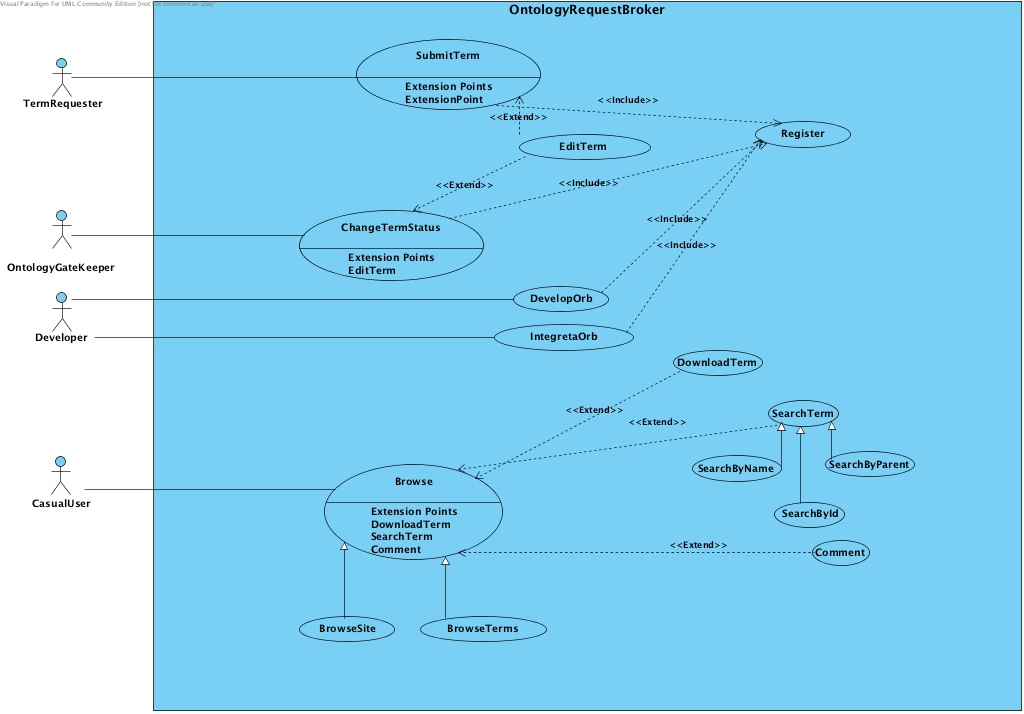 Visual Paradigm for UML Community Edition [not for commercial use]
OntologyRequestBroker
SubmitTerm
Extension Points
ExtensionPoint
TermRequester
<<Include>>
<<Extend>>
Register
EditTerm
<<Extend>>
<<Include>>
ChangeTermStatus
<<Include>>
<<Include>>
Extension Points
EditTerm
OntologyGateKeeper
DevelopOrb
Developer
IntegretaOrb
DownloadTerm
<<Extend>>
SearchTerm
<<Extend>>
SearchByName
SearchByParent
Browse
CasualUser
Extension Points
DownloadTerm
SearchTerm
Comment
SearchById
<<Extend>>
Comment
BrowseSite
BrowseTerms